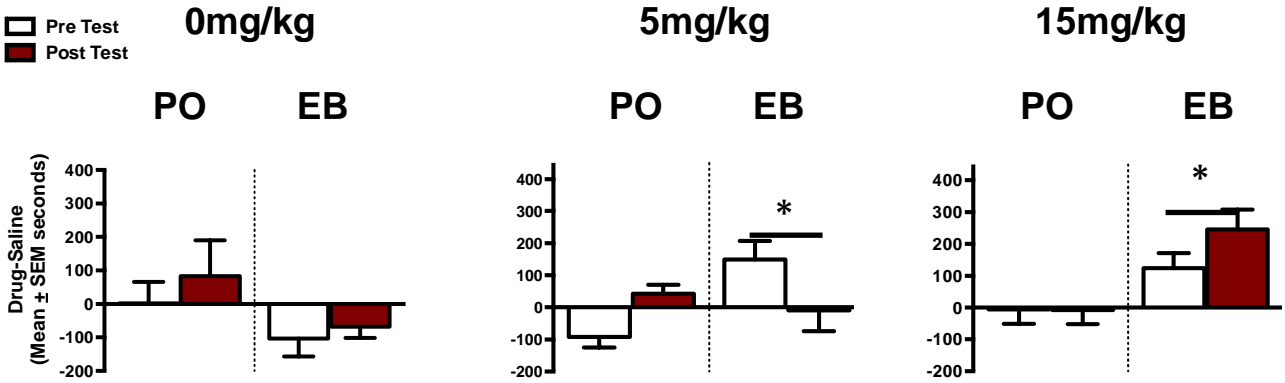 Pre Test
Post Test
0mg/kg
5mg/kg
15mg/kg
PO
EB
PO
EB
PO
EB
Drug-Saline
(Mean ± SEM seconds)
400
300
200
100
0
-100
-200
400
300
200
100
0
-100
-200
*
400
300
200
100
0
-100
-200
*